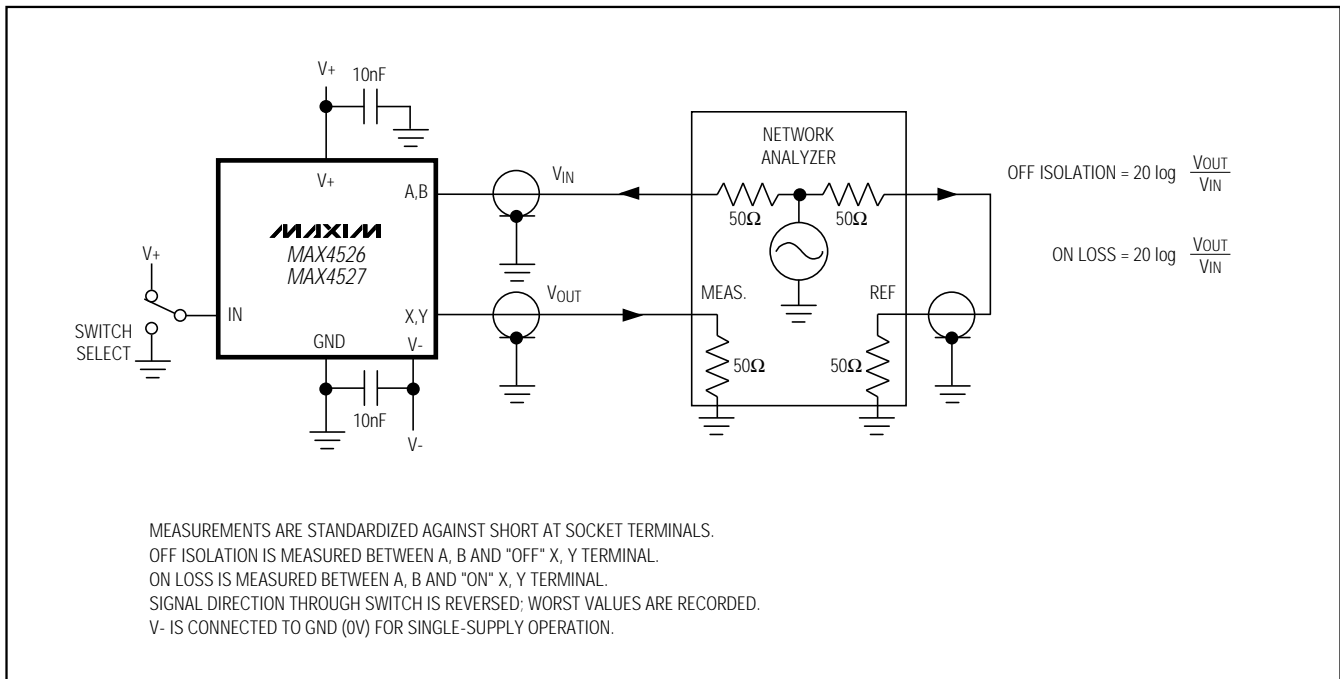 V+
10nF
V+
A,B
VIN
MAXIM
MAX4526
MAX4527
V+
IN
SWITCH
SELECT
X,Y
VOUT
GND
V-
10nF
V-
NETWORK
ANALYZER
50Ω
50Ω
MEAS.
REF
50Ω
50Ω
OFF ISOLATION = 20 log VOUT
VIN
ON LOSS = 20 log VOUT
VIN
MEASUREMENTS ARE STANDARDIZED AGAINST SHORT AT SOCKET TERMINALS.
OFF ISOLATION IS MEASURED BETWEEN A, B AND "OFF" X, Y TERMINAL.
ON LOSS IS MEASURED BETWEEN A, B AND "ON" X, Y TERMINAL.
SIGNAL DIRECTION THROUGH SWITCH IS REVERSED; WORST VALUES ARE RECORDED.
V- IS CONNECTED TO GND (0V) FOR SINGLE-SUPPLY OPERATION.